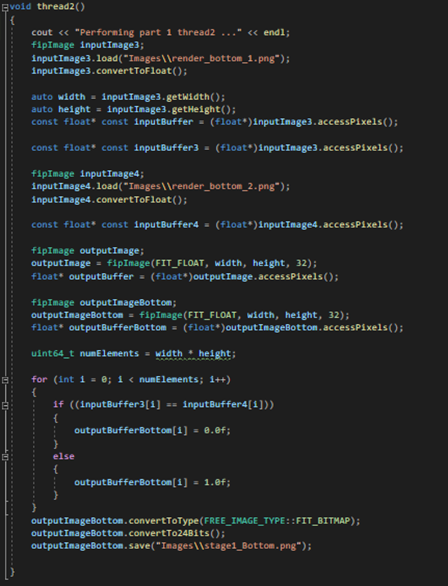 void thread2()
{
cout << "Performing part 1 thread2 ..." << endl;
fipImage inputImage3;
inputImage3.load("Images\\render_bottom_1.png");
inputImage3.convertToFloat();
auto width = inputImage3.getWidth();
auto height = inputImage3.getHeight();
const float* const inputBuffer = (float*)inputImage3.accessPixels();
const float* const inputBuffer3 = (float*)inputImage3.accessPixels();
fipImage inputImage4;
inputImage4.load("Images\\render_bottom_2.png");
inputImage4.convertToFloat();
const float* const inputBuffer4 = (float*)inputImage4.accessPixels();
fipImage outputImage;
outputImage = fipImage(FIT_FLOAT, width, height, 32);
float* outputBuffer = (float*)outputImage.accessPixels();
fipImage outputImageBottom;
outputImageBottom = fipImage(FIT_FLOAT, width, height, 32);
float* outputBufferBottom = (float*)outputImageBottom.accessPixels();
uint64_t numElements = width * height;
for (int i = 0; i < numElements; i++)
{
if ((inputBuffer3[i] == inputBuffer4[i]))
{
outputBufferBottom[i] = 0.0f;
}
else
{
outputBufferBottom[i] = 1.0f;
}
}
outputImageBottom.convertToType(FREE_IMAGE_TYPE::FIT_BITMAP);
outputImageBottom.convertTo24Bits();
outputImageBottom.save("Images\\stage1_Bottom.png");
}